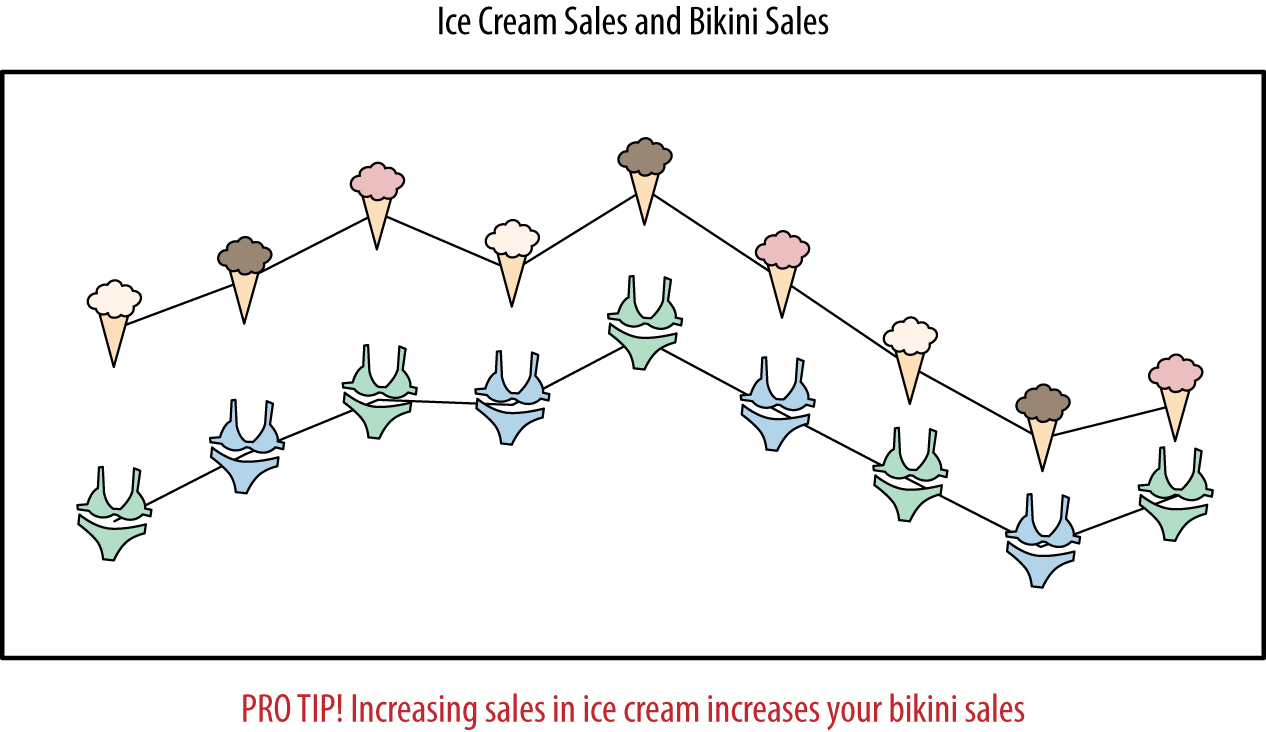 Ice Cream Sales and Bikini Sales
PRO TIP! Increasing sales in ice cream increases your bikini sales